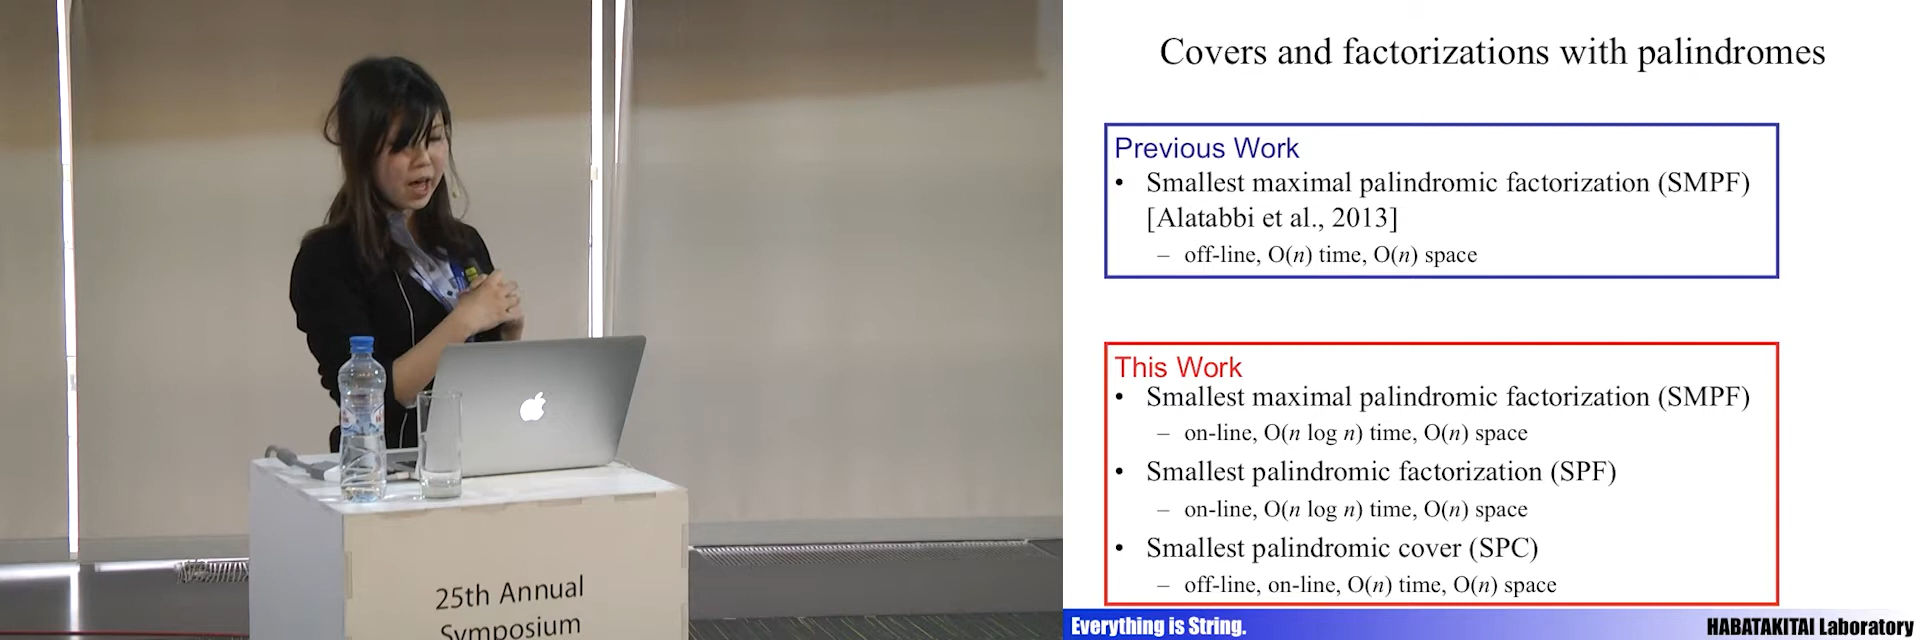 25th Annual
Symposium
Covers and factorizations with palindromes
Previous Work
• Smallest maximal palindromic factorization (SMPF)
[Alatabbi et al., 2013]
– off-line, O(n) time, O(n) space
This Work
• Smallest maximal palindromic factorization (SMPF)
– on-line, O(n log n) time, O(n) space
• Smallest palindromic factorization (SPF)
– on-line, O(n log n) time, O(n) space
• Smallest palindromic cover (SPC)
– off-line, on-line, O(n) time, O(n) space
Everything is String.
HABATAKITAI Laboratory